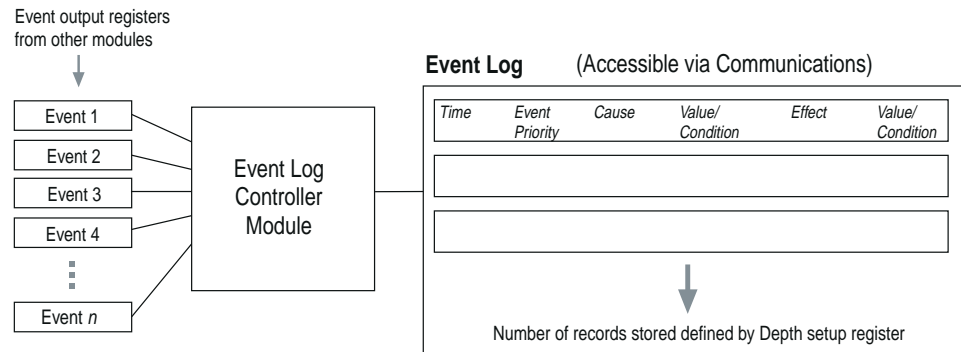 Event output registers
from other modules
Event 1
Event 2
Event 3
Event 4
Event n
Event Log
Controller
Module
Event Log (Accessible via Communications)
Time Event Priority Cause Value/ Condition Effect Value/ Condition
Number of records stored defined by Depth setup register